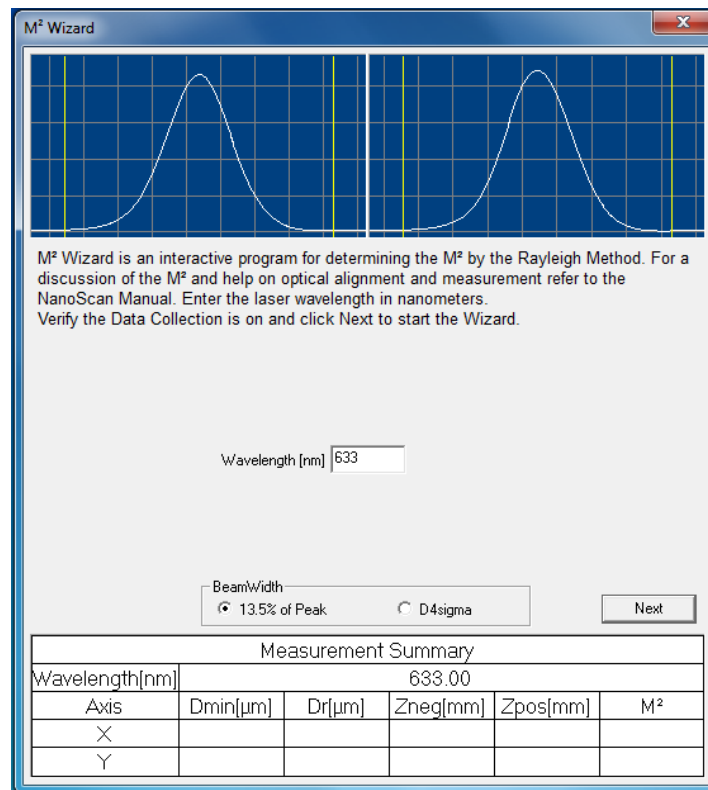 M² Wizard
M² Wizard is an interactive program for determining the M² by the Rayleigh Method. For a
discussion of the M² and help on optical alignment and measurement refer to the
NanoScan Manual. Enter the laser wavelength in nanometers.
Verify the Data Collection is on and click Next to start the Wizard.
Wavelength [nm] 633
BeamWidth
13.5% of Peak D4sigma
Next
Measurement Summary
Wavelength[nm] 633.00
Axis Dmin[µm] Dr[µm] Zneg[mm] Zpos[mm] M²
X
Y